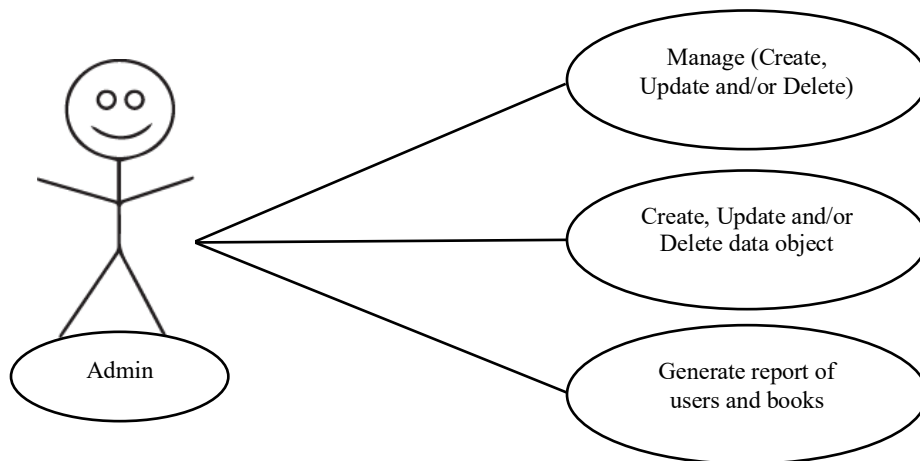 Manage (Create,
Update and/or Delete)
Create, Update and/or
Delete data object
Admin
Generate report of
users and books